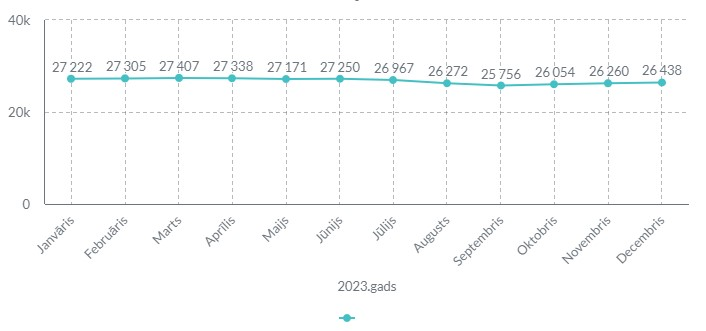 40k
27 222 27 305 27 407 27 338 27 171 27 250 26 967 26 272 25 756 26 054 26 260 26 438
20k
0
Janvāris Februāris Marts Aprīlis Maijs Jūnijs Jūlijs Augusts Septembris Oktobris Novembris Decembris
2023.gads